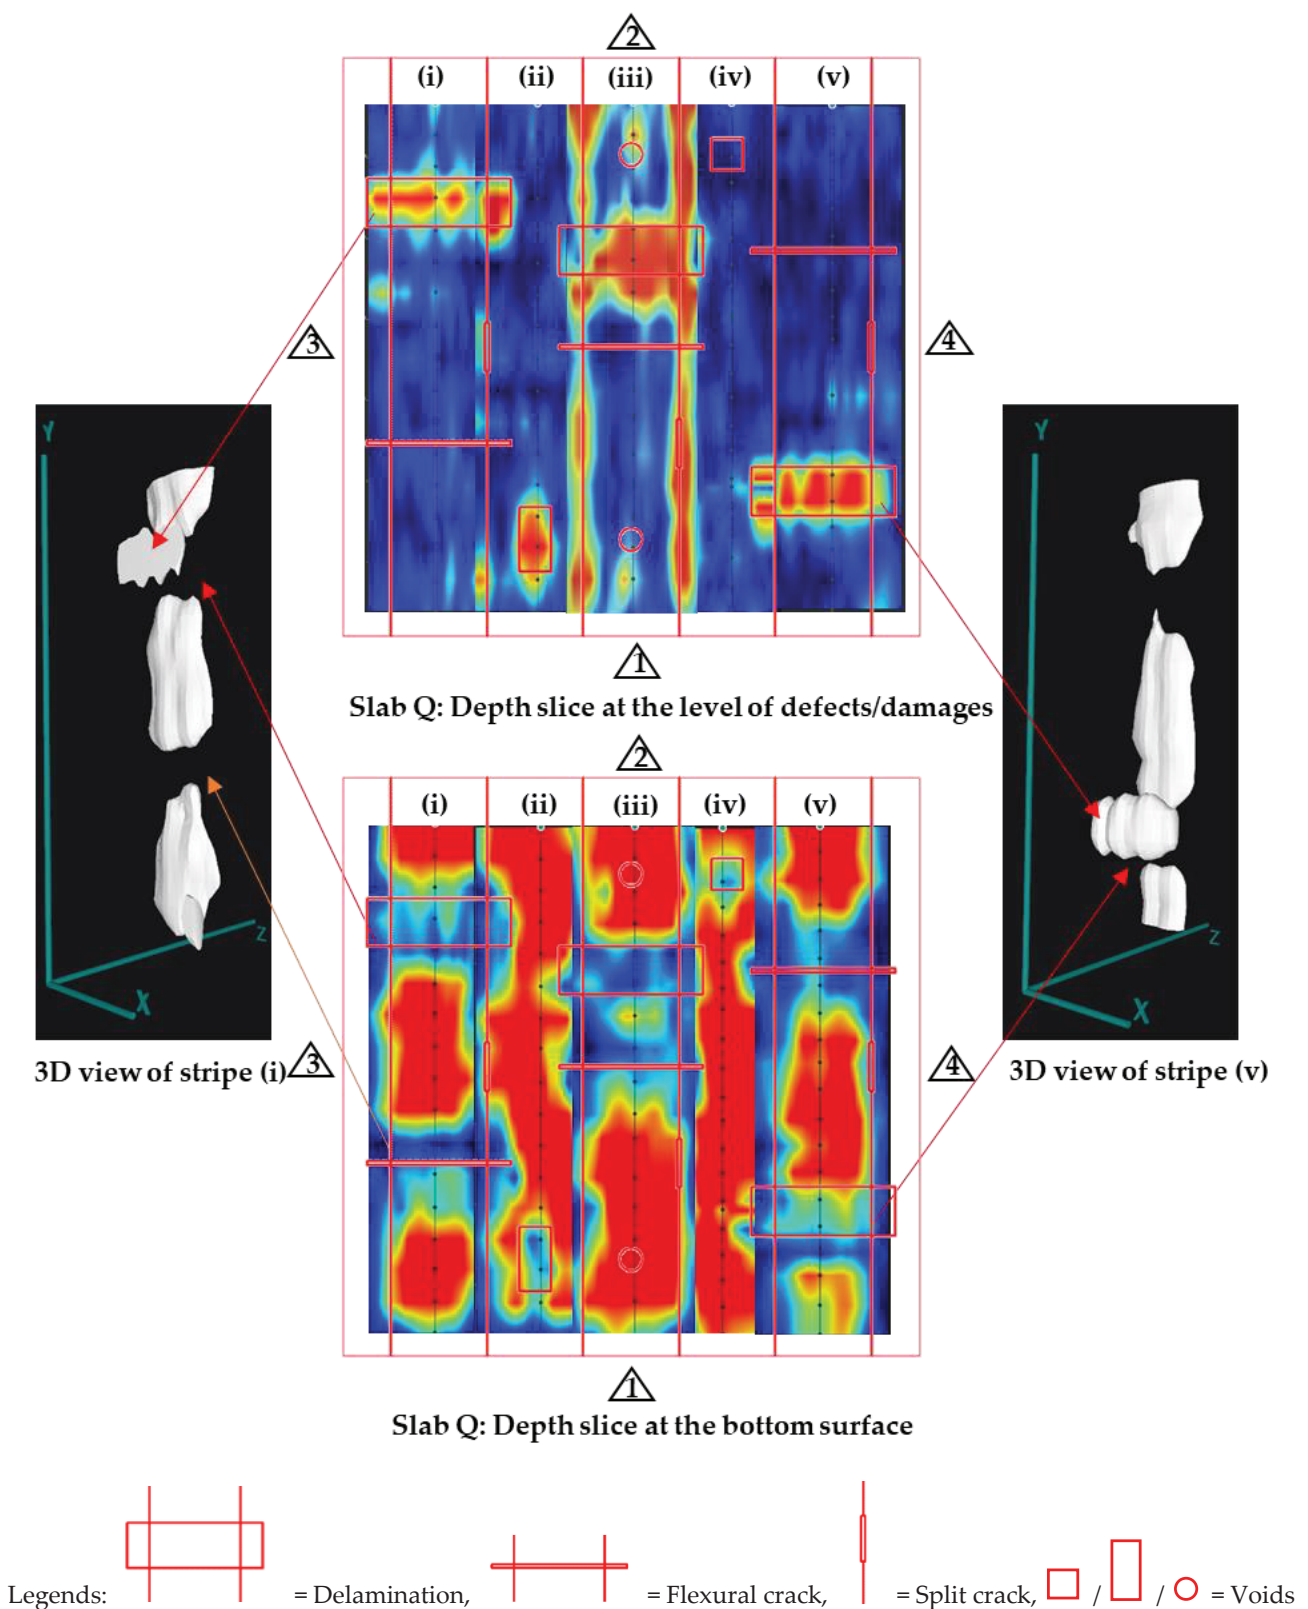 2
(i) (ii) (iii) (iv) (v)
3
4
1
Slab Q: Depth slice at the level of defects/damages
Y
Z
X
3D view of stripe (i)
Y
Z
X
3D view of stripe (v)
2
(i) (ii) (iii) (iv) (v)
3
4
1
Slab Q: Depth slice at the bottom surface
Legends: = Delamination, = Flexural crack, = Split crack, / / = Voids